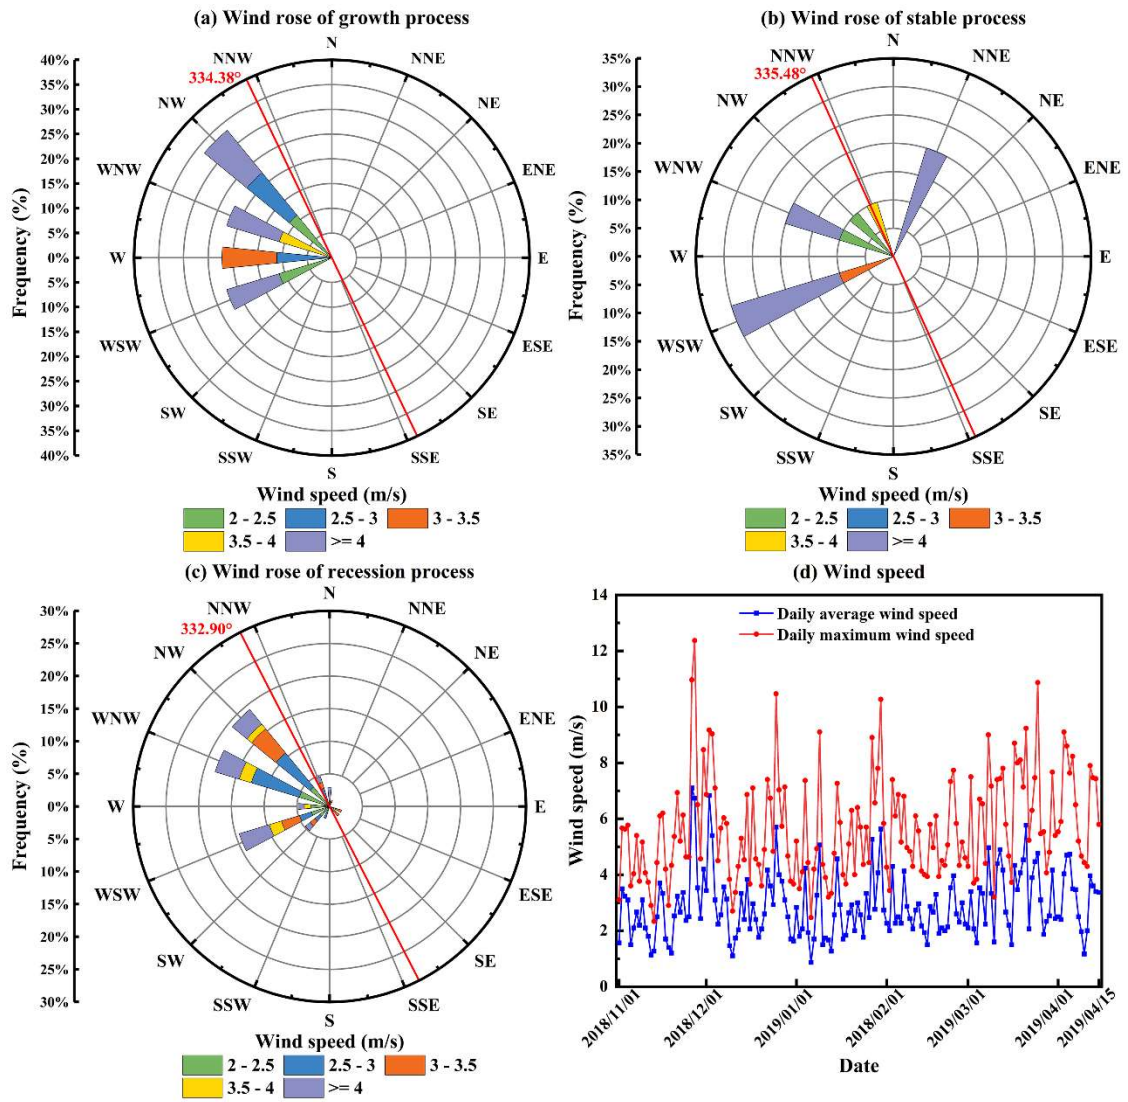 (a) Wind rose of growth process
N
NNE
NE
ENE
E
ESE
SE
SSE
S
SSW
SW
WSW
W
WNW
NW
NNW
334.38°
Frequency (%)
40%
35%
30%
25%
20%
15%
10%
5%
0%
5%
10%
15%
20%
25%
30%
35%
40%
Wind speed (m/s)
2 - 2.5 2.5 - 3 3 - 3.5
3.5 - 4 >= 4
(b) Wind rose of stable process
N
NNE
NE
ENE
E
ESE
SE
SSE
S
SSW
SW
WSW
W
WNW
NW
NNW
335.48°
Frequency (%)
35%
30%
25%
20%
15%
10%
5%
0%
5%
10%
15%
20%
25%
30%
35%
Wind speed (m/s)
2 - 2.5 2.5 - 3 3 - 3.5
3.5 - 4 >= 4
(c) Wind rose of recession process
N
NNE
NE
ENE
E
ESE
SE
SSE
S
SSW
SW
WSW
W
WNW
NW
NNW
332.90°
Frequency (%)
30%
25%
20%
15%
10%
5%
0%
5%
10%
15%
20%
25%
30%
Wind speed (m/s)
2 - 2.5 2.5 - 3 3 - 3.5
3.5 - 4 >= 4
(d) Wind speed
Daily average wind speed
Daily maximum wind speed
Wind speed (m/s)
14
12
10
8
6
4
2
0
2018/11/01
2018/12/01
2019/01/01
2019/02/01
2019/03/01
2019/04/01
2019/04/15
Date